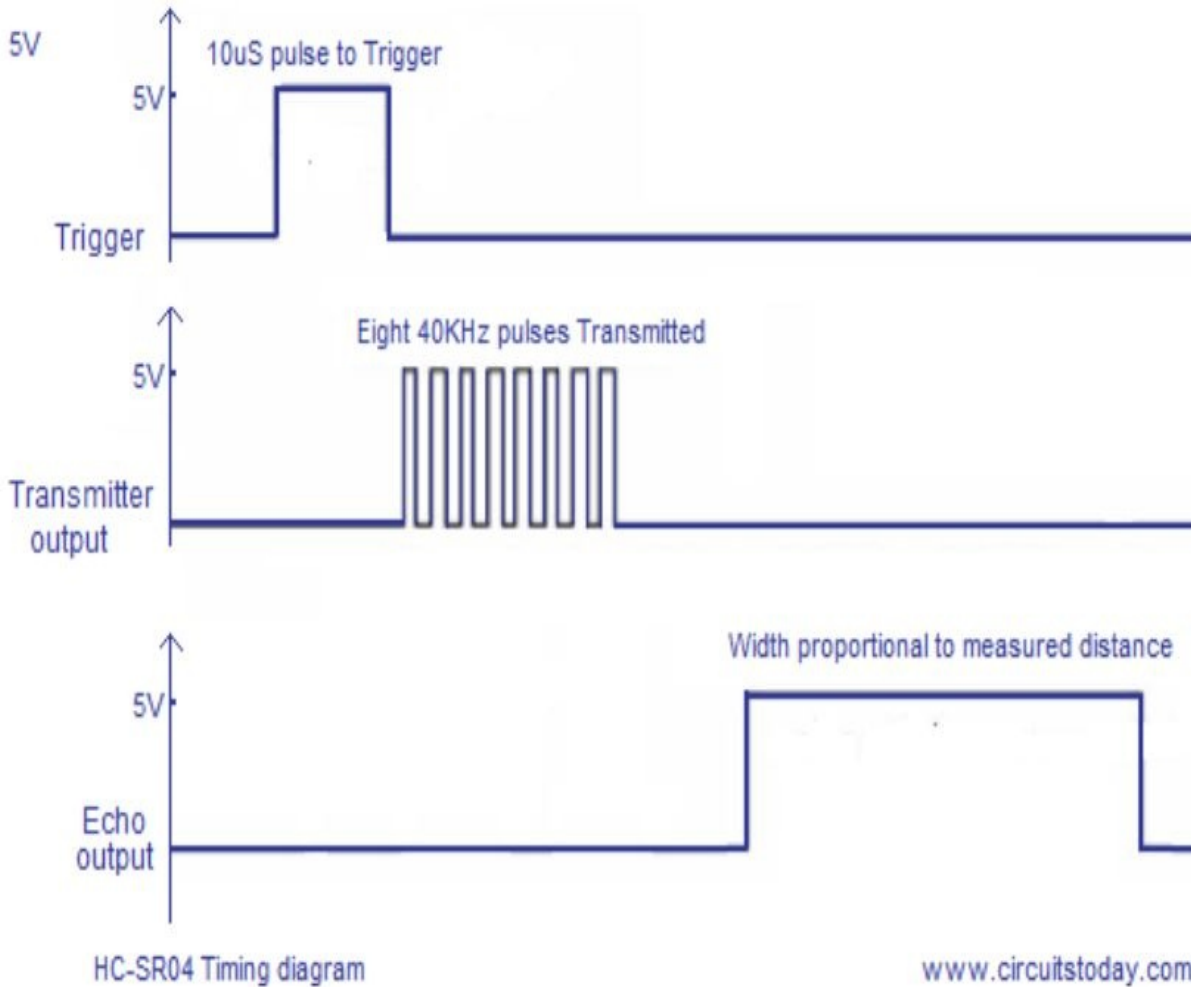 5V
10uS pulse to Trigger
5V
Trigger
Eight 40KHz pulses Transmitted
5V
Transmitter
output
Width proportional to measured distance
5V
Echo
output
HC-SR04 Timing diagram
www.circuitstoday.com